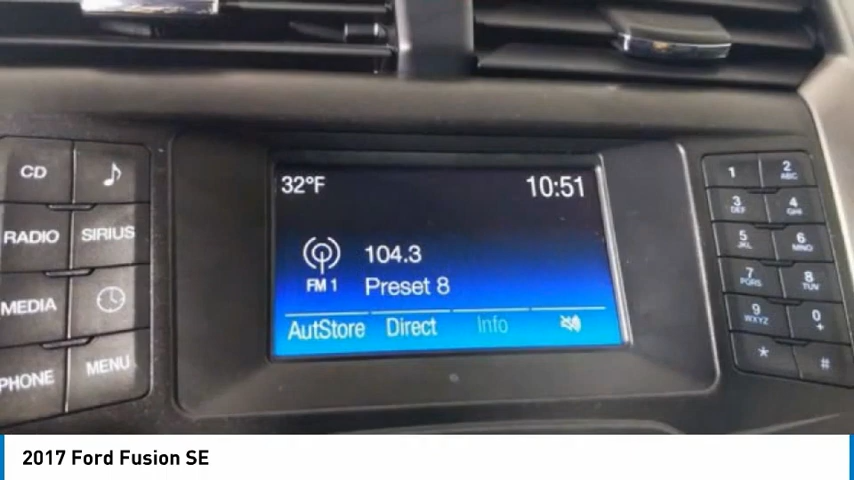 CD
RADIO
SIRIUS
MEDIA
PHONE
MENU
32°F
10:51
104.3
FM 1
Preset 8
AutStore
Direct
Info
1
2
ABC
3
DEF
4
GHI
5
JKL
6
MNO
7
PQRS
8
TUV
9
WXYZ
0
+
*
#
2017 Ford Fusion SE